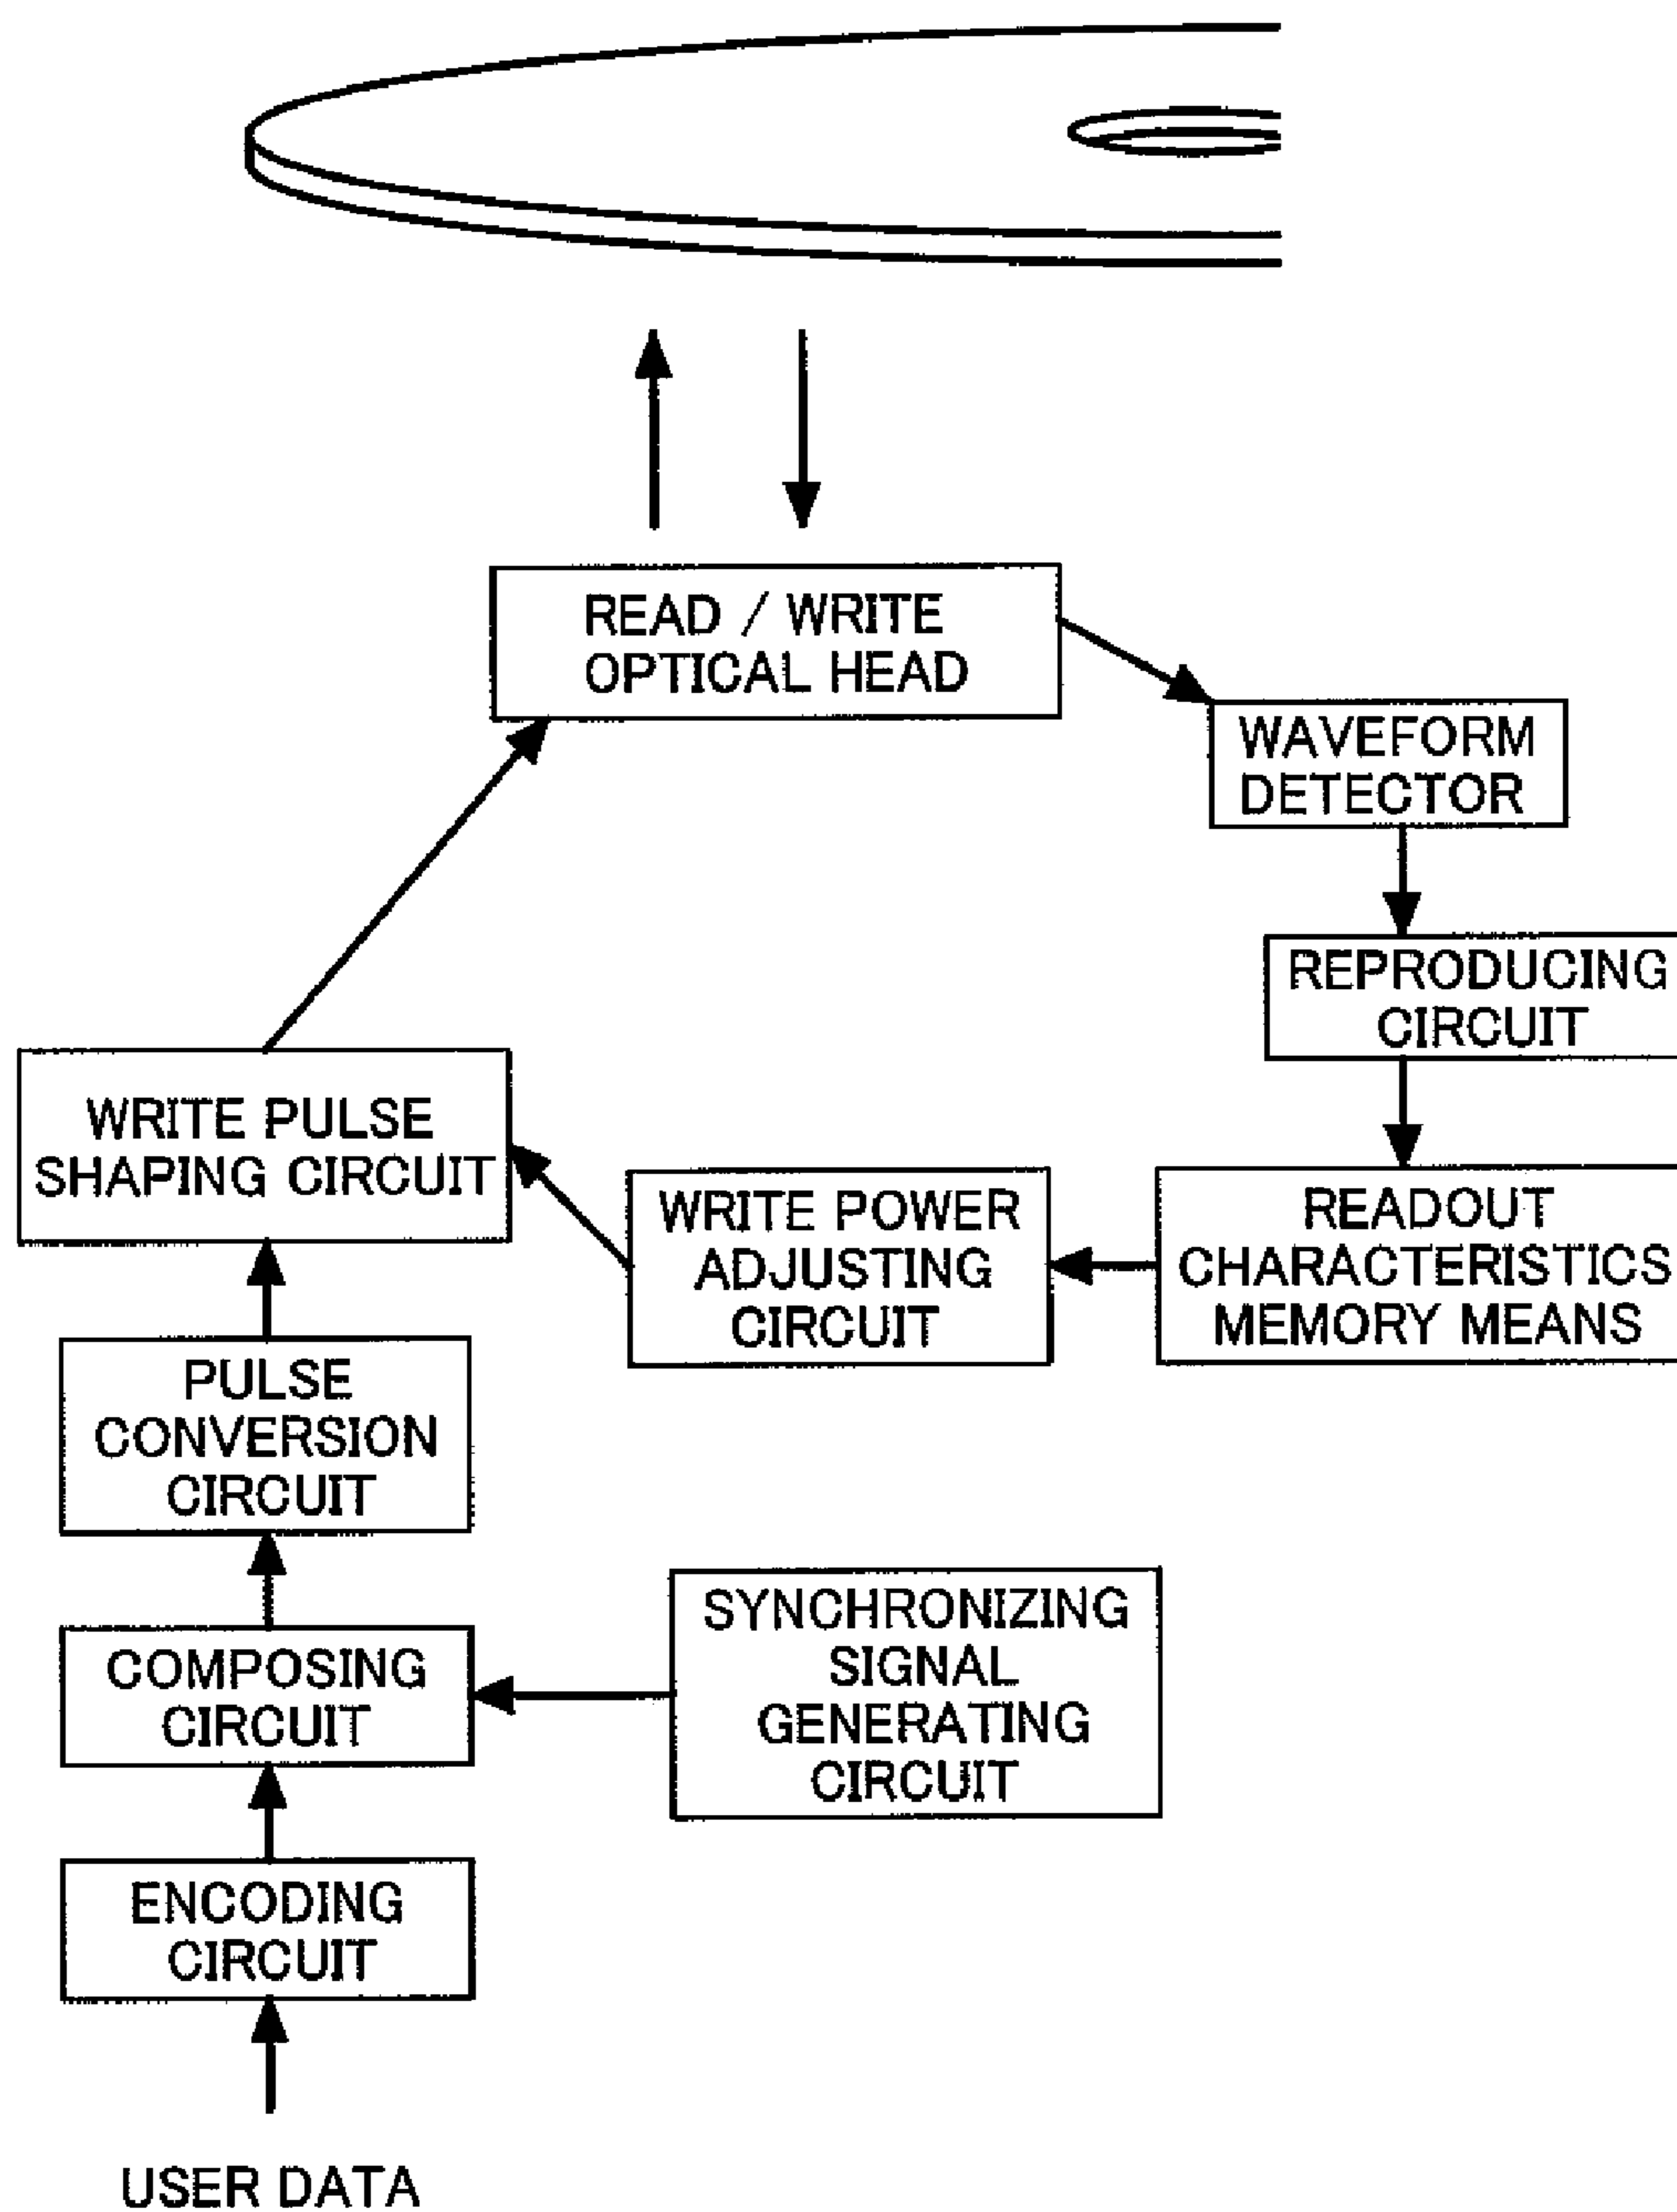 READ / WRITE
OPTICAL HEAD
WAVEFORM
DETECTOR
REPRODUCING
CIRCUIT
WRITE PULSE
SHAPING CIRCUIT
WRITE POWER
ADJUSTING
CIRCUIT
READOUT
CHARACTERISTICS
MEMORY MEANS
PULSE
CONVERSION
CIRCUIT
COMPOSING
CIRCUIT
SYNCHRONIZING
SIGNAL
GENERATING
CIRCUIT
ENCODING
CIRCUIT
USER DATA